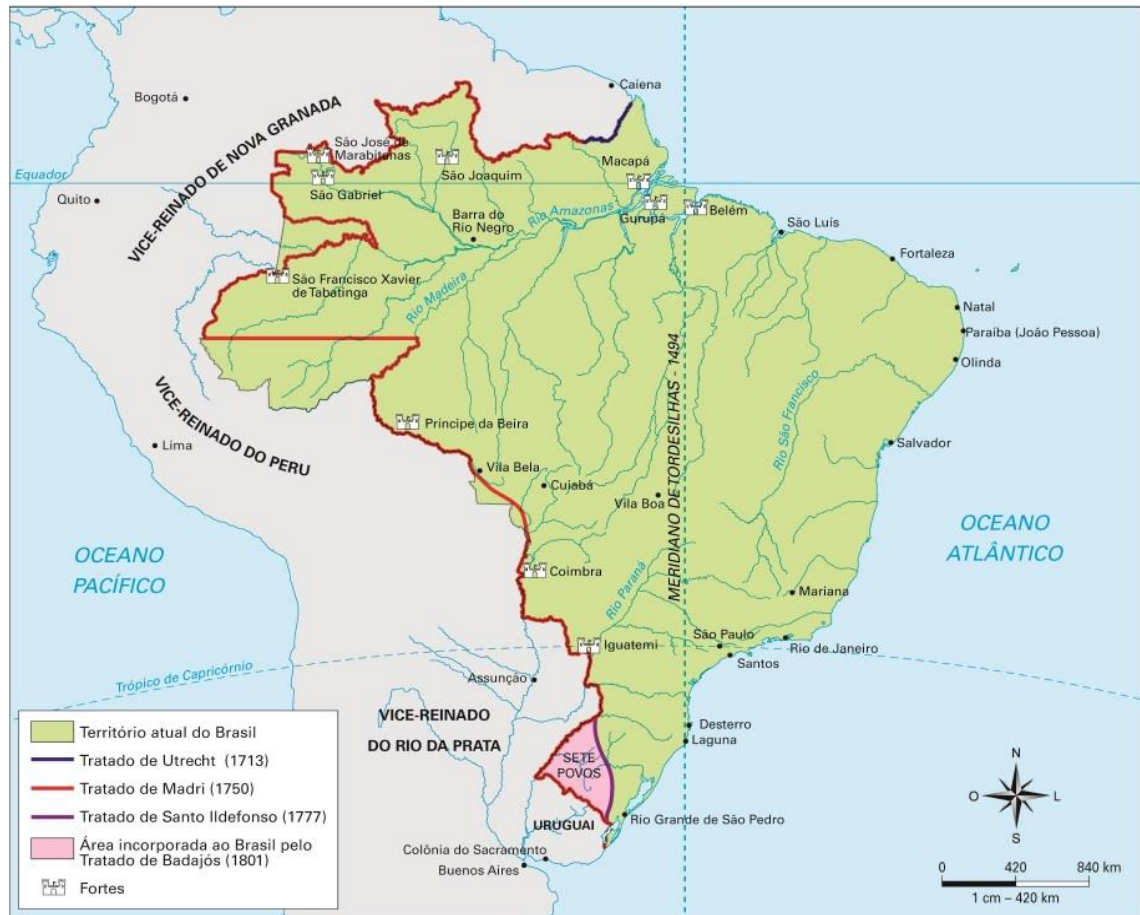 Caiena
Bogotá
VICE-REINADO DE NOVA GRANADA
São José de
Marabitanas
São Joaquim
Macapá
Equador
São Gabriel
Quito
Gurupá
Belém
Barra do
Rio Negro
Rio Amazonas
São Luís
Fortaleza
São Francisco Xavier
de Tabatinga
Rio Madeira
Natal
Paraíba (João Pessoa)
Olinda
MERIDIANO DE TORDESILHAS - 1494
Rio São Francisco
VICE-REINADO DO PERU
Príncipe da Beira
Lima
Salvador
Vila Bela
Cuiabá
Vila Boa
OCEANO
PACÍFICO
OCEANO
ATLÂNTICO
Coimbra
Rio Paraná
Mariana
São Paulo
Rio de Janeiro
Iguatemi
Santos
Trópico de Capricórnio
Assunção
VICE-REINADO
DO RIO DA PRATA
Desterro
Laguna
SETE
POVOS
URUGUAI
Rio Grande de São Pedro
Colônia do Sacramento
Buenos Aires
Território atual do Brasil
Tratado de Utrecht (1713)
Tratado de Madri (1750)
Tratado de Santo Ildefonso (1777)
Área incorporada ao Brasil pelo
Tratado de Badajós (1801)
Fortes
N
O
L
S
0 420 840 km
1 cm – 420 km